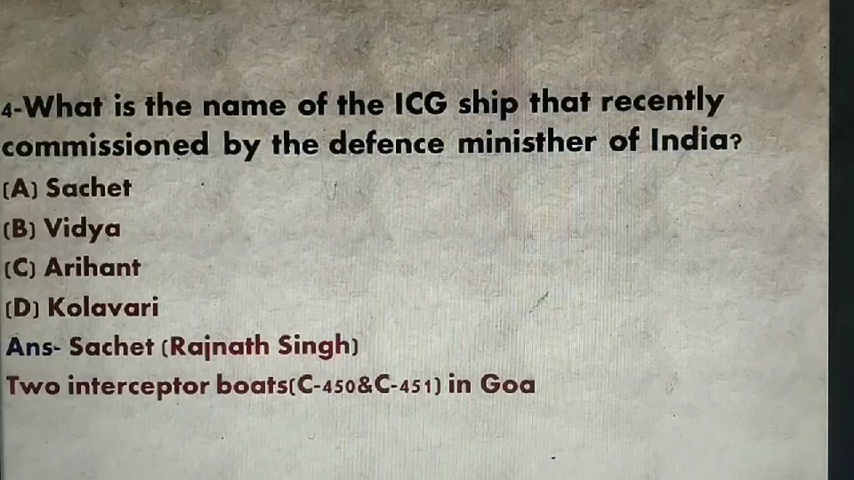 4-What is the name of the ICG ship that recently
commissioned by the defence ministher of India?
(A) Sachet
(B) Vidya
(C) Arihant
(D) Kolavari
Ans- Sachet (Rajnath Singh)
Two interceptor boats(C-450&C-451) in Goa